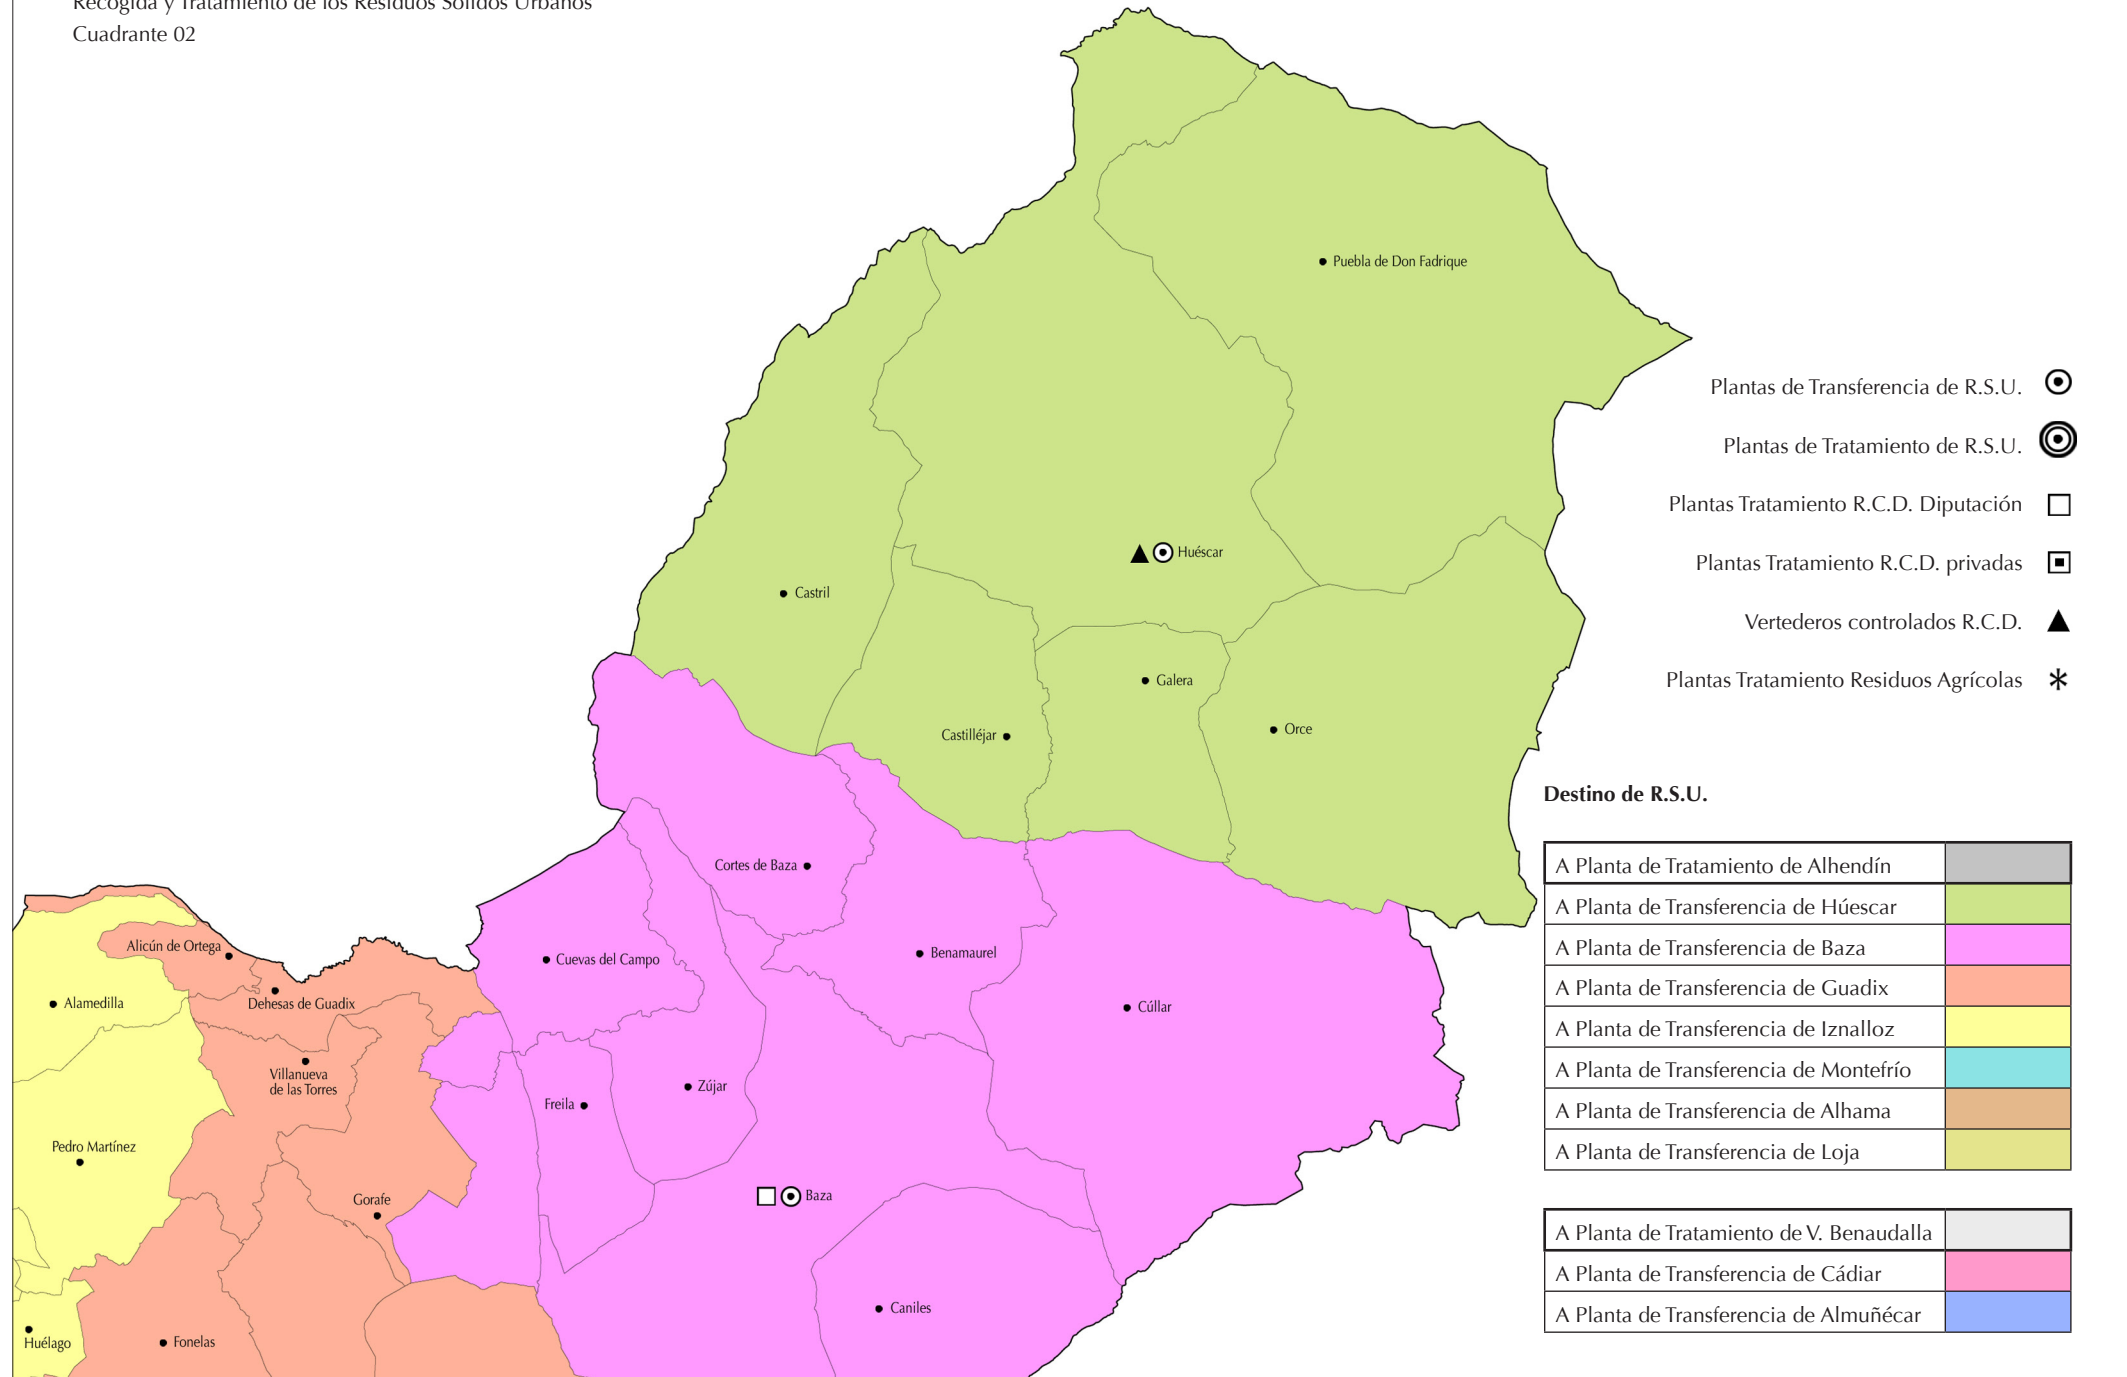 Recogida y Tratamiento de los Residuos Sólidos Urbanos
Cuadrante 02
Puebla de Don Fadrique
Plantas de Transferencia de R.S.U.
Plantas de Tratamiento de R.S.U.
Plantas Tratamiento R.C.D. Diputación
Huéscar
Plantas Tratamiento R.C.D. privadas
Castril
Vertederos controlados R.C.D.
Galera
Plantas Tratamiento Residuos Agrícolas
Castilléjar
Orce
Destino de R.S.U.
Cortes de Baza
A Planta de Tratamiento de Alhendín
A Planta de Transferencia de Húescar
A Planta de Transferencia de Baza
A Planta de Transferencia de Guadix
A Planta de Transferencia de Iznalloz
A Planta de Transferencia de Montefrío
A Planta de Transferencia de Alhama
A Planta de Transferencia de Loja
Alicún de Ortega
Cuevas del Campo
Benamaurel
Alamedilla
Dehesas de Guadix
Cúllar
Villanueva
de las Torres
Zújar
Freila
Pedro Martínez
Gorafe
Baza
A Planta de Tratamiento de V. Benaudalla
A Planta de Transferencia de Cádiar
A Planta de Transferencia de Almuñécar
Caniles
Huélago
Fonelas